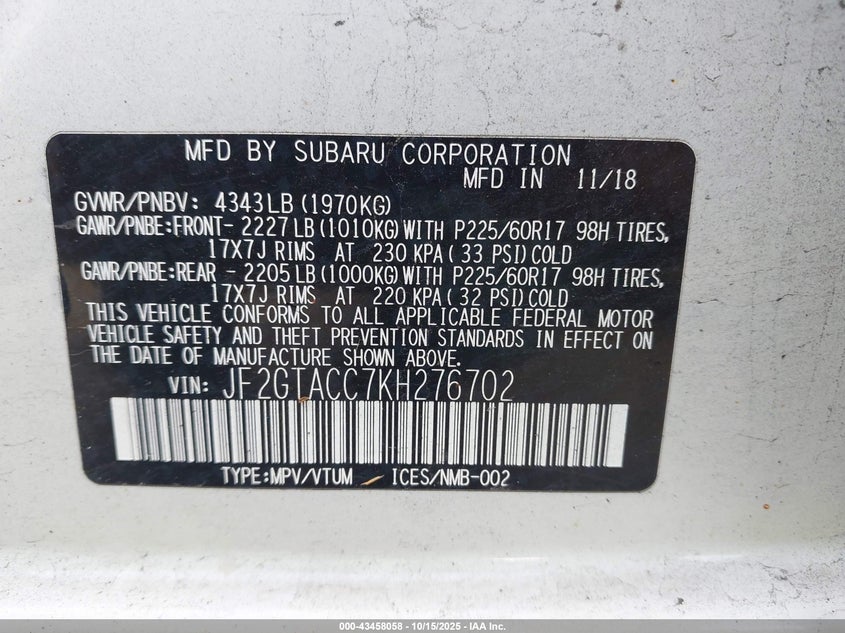 MFD BY SUBARU CORPORATION
MFD IN 11/18
GVWR/PNBV: 4343LB(1970KG)
GAWR/PNBE:FRONT- 2227LB(1010KG)WITH P225/60R17 98H TIRES,
17X7J RIMS AT 230 KPA( 33 PSI)COLD
GAWR/PNBE:REAR - 2205LB(1000KG)WITH P225/60R17 98H TIRES,
17X7J RIMS AT 220 KPA( 32 PSI)COLD
THIS VEHICLE CONFORMS TO ALL APPLICABLE FEDERAL MOTOR
VEHICLE SAFETY AND THEFT PREVENTION STANDARDS IN EFFECT ON
THE DATE OF MANUFACTURE SHOWN ABOVE.
VIN: JF2GTACC7KH276702
TYPE:MPV/VTUM ICES/NMB-002
000-43458058 - 10/15/2025 - IAA Inc.